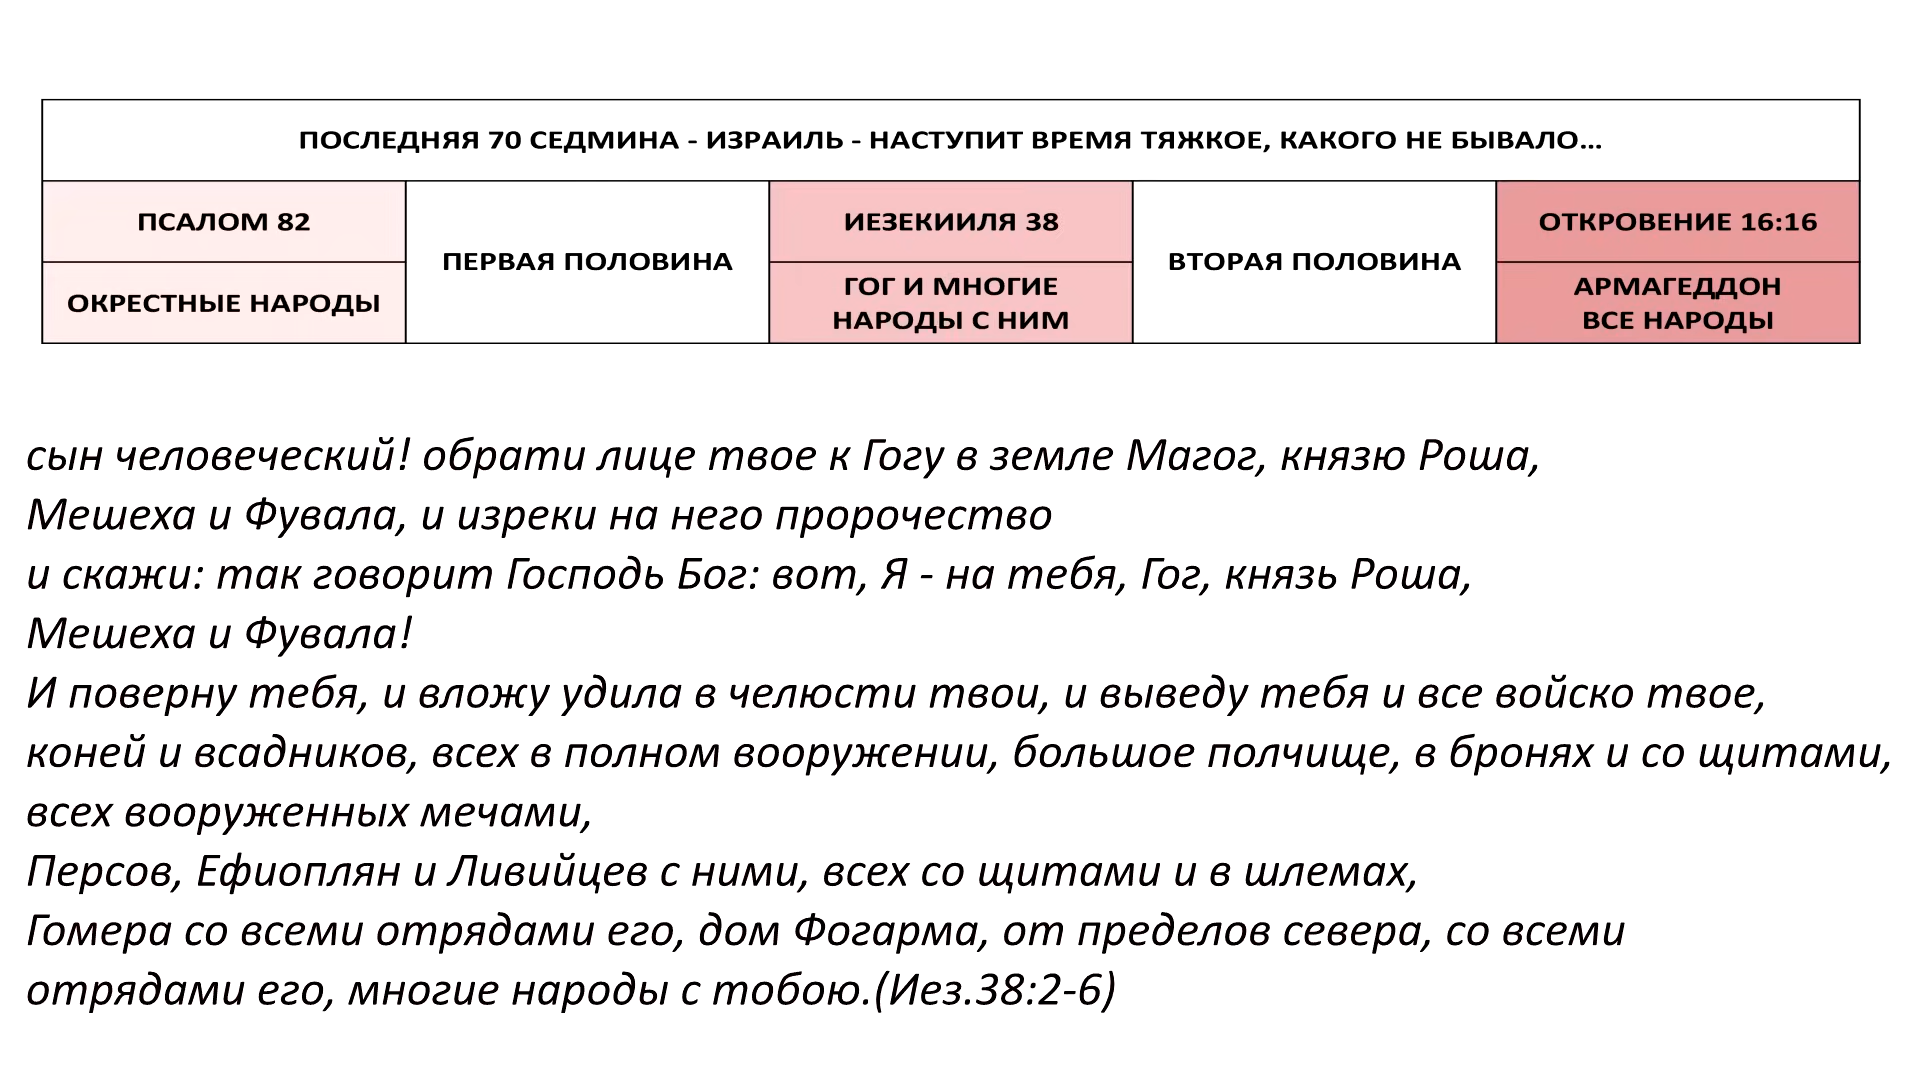 ПОСЛЕДНЯЯ 70 СЕДМИНА - ИЗРАИЛЬ - НАСТУПИТ ВРЕМЯ ТЯЖКОЕ, КАКОГО НЕ БЫВАЛО...
ПСАЛОМ 82
ОКРЕСТНЫЕ НАРОДЫ
ПЕРВАЯ ПОЛОВИНА
ИЕЗЕКИИЛЯ 38
ГОГ И МНОГИЕ
НАРОДЫ С НИМ
ВТОРАЯ ПОЛОВИНА
ОТКРОВЕНИЕ 16:16
АРМАГЕДДОН
ВСЕ НАРОДЫ
сын человеческий! обрати лице твое к Гогу в земле Магог, князю Роша,
Мешеха и Фувала, и изреки на него пророчество
и скажи: так говорит Господь Бог: вот, Я - на тебя, Гог, князь Роша,
Мешеха и Фувала!
И поверну тебя, и вложу удила в челюсти твои, и выведу тебя и все войско твое,
коней и всадников, всех в полном вооружении, большое полчище, в бронях и со щитами,
всех вооруженных мечами,
Персов, Ефиоплян и Ливийцев с ними, всех со щитами и в шлемах,
Гомера со всеми отрядами его, дом Фогарма, от пределов севера, со всеми
отрядами его, многие народы с тобою.(Иез.38:2-6)